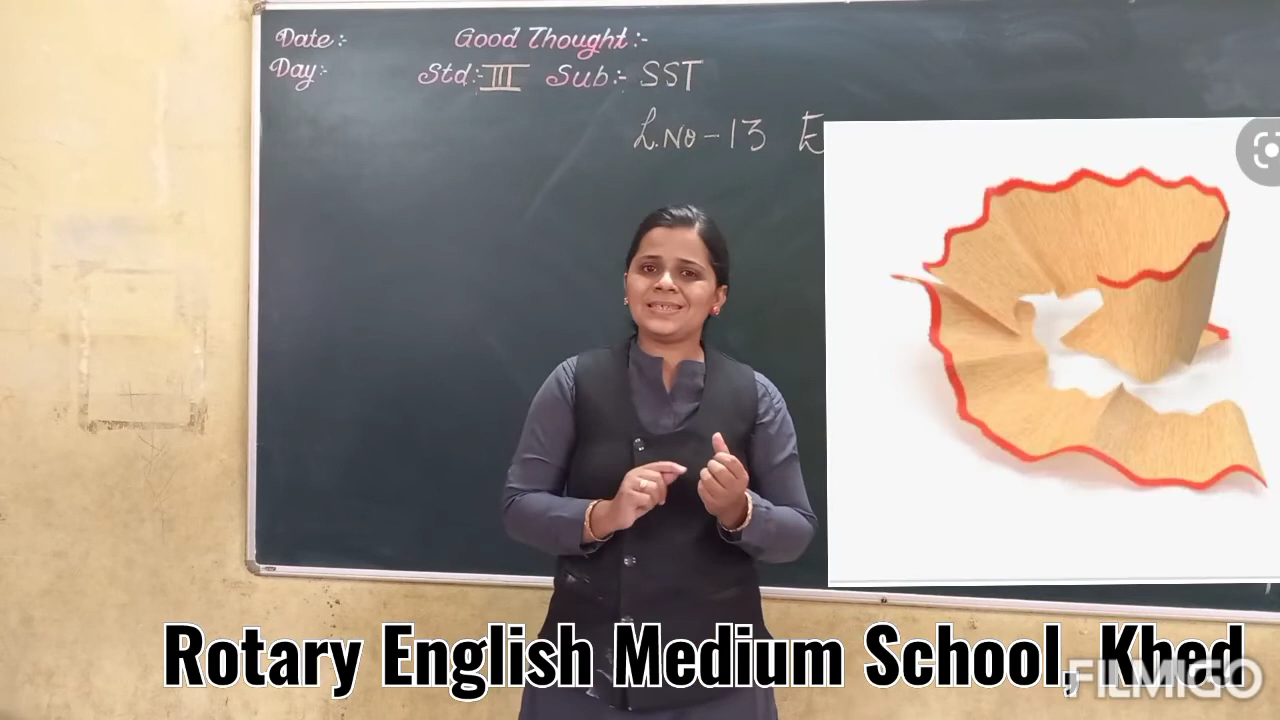 Date:- Good Thought:-
Day:- Std:- III Sub:- SST
L.No-13 E
Rotary English Medium School, Khed
FILMIGO